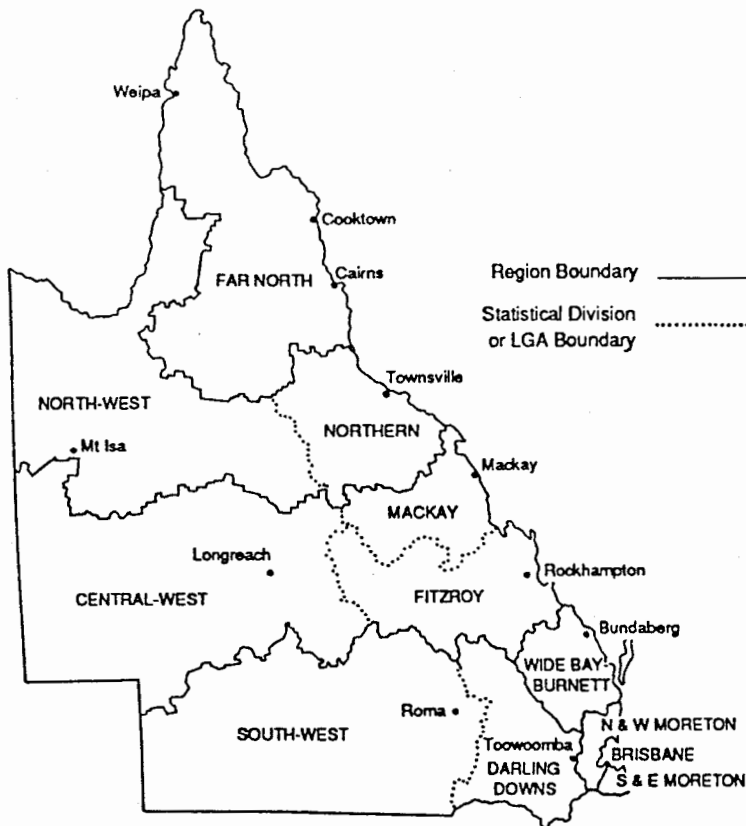 Weipa
Cooktown
Cairns
FAR NORTH
Region Boundary
Statistical Division
or LGA Boundary
Townsville
NORTH-WEST
NORTHERN
Mt Isa
Mackay
MACKAY
Longreach
Rockhampton
CENTRAL-WEST
FITZROY
Bundaberg
WIDE BAY-
BURNETT
Roma
N & W MORETON
SOUTH-WEST
Toowoomba
BRISBANE
DARLING
DOWNS
S & E MORETON